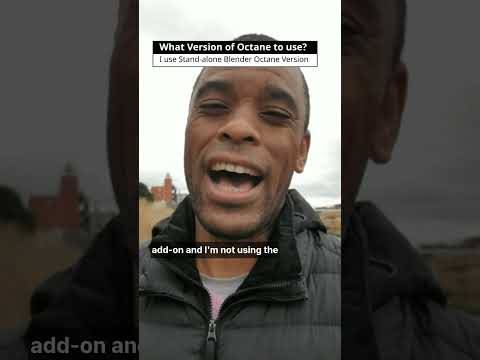 What Version of Octane to use?
I use Stand-alone Blender Octane Version
add-on and I'm not using the
add-on and